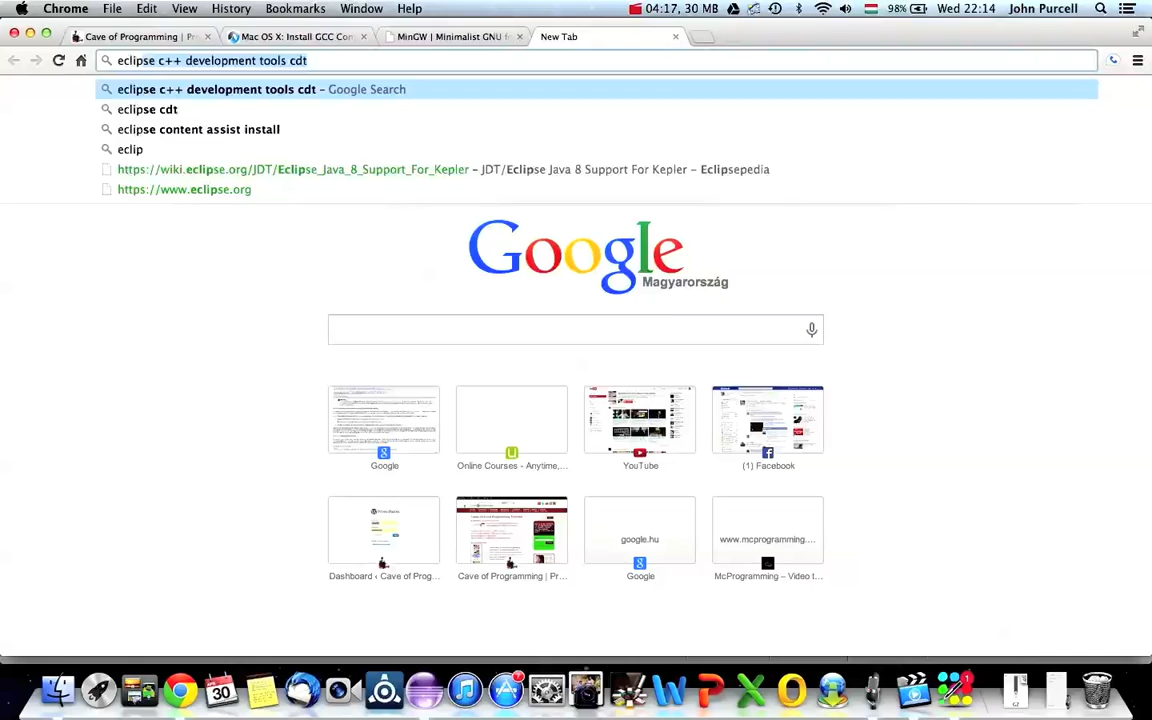 Chrome File Edit View History Bookmarks Window Help 04:17, 30 MB 98% Wed 22:14 John Purcell
Cave of Programming | Pr Mac OS X: Install GCC Con MinGW | Minimalist GNU f New Tab
eclipse c++ development tools cdt
eclipse c++ development tools cdt – Google Search
eclipse cdt
eclipse content assist install
eclip
https://wiki.eclipse.org/JDT/Eclipse_Java_8_Support_For_Kepler – JDT/Eclipse Java 8 Support For Kepler – Eclipsepedia
https://www.eclipse.org
Google
Magyarország
Google Online Courses - Anytime,... YouTube (1) Facebook
google.hu www.mcprogramming....
Dashboard ‹ Cave of Prog... Cave of Programming | Pr... Google McProgramming – Video t...
30